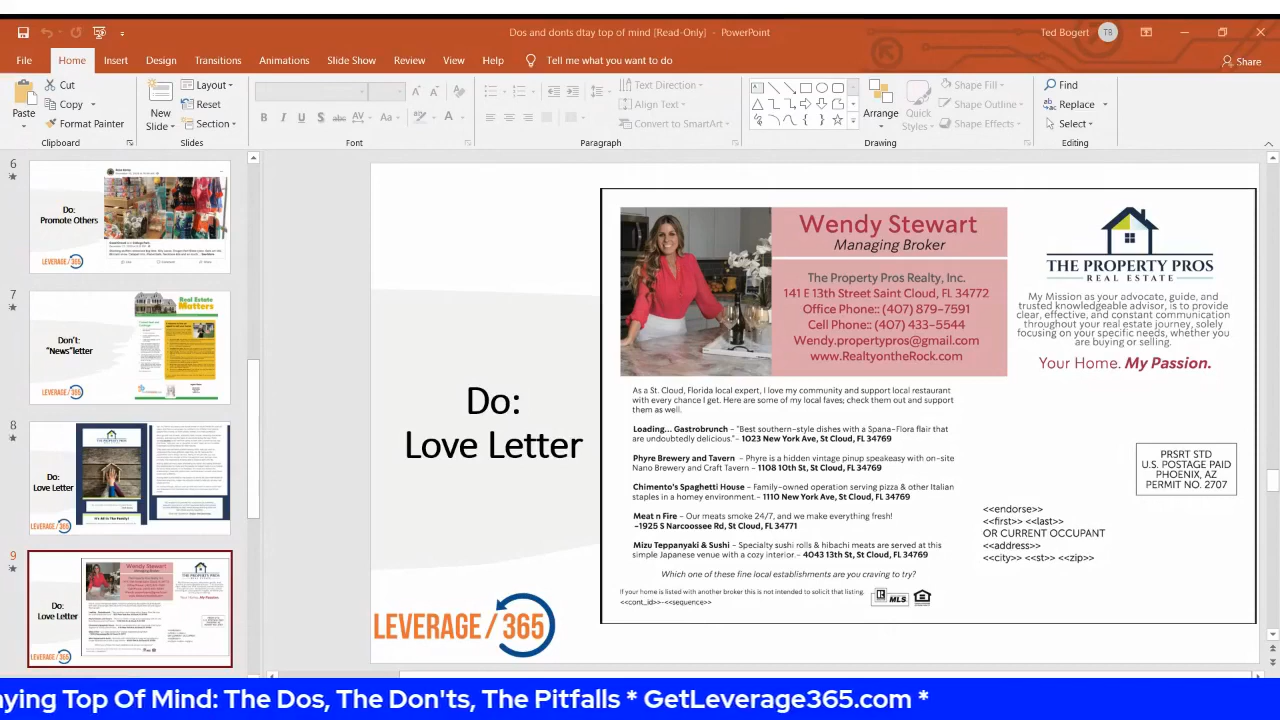 Dos and donts dtay top of mind [Read-Only] - PowerPoint
Ted Bogert
TB
File Home Insert Design Transitions Animations Slide Show Review View Help Tell me what you want to do
Share
Paste
Cut
Copy
Format Painter
Clipboard
New Slide
Layout
Reset
Section
Slides
Font
Text Direction
Align Text
Convert to SmartArt
Paragraph
Arrange
Quick Styles
Shape Fill
Shape Outline
Shape Effects
Drawing
Find
Replace
Select
Editing
6
Do:
Promote Others
LEVERAGE/365
7
Don't:
"News"letter
Real Estate
Matters
LEVERAGE/365
8
Do:
Love Letter
It's All In The Family!
LEVERAGE/365
9
Do:
Love Letter
Wendy Stewart
LEVERAGE/365
Do:
Love Letter
LEVERAGE/365
Wendy Stewart
Managing Broker
The Property Pros Realty, Inc.
141 E 13th Street Saint Cloud, FL 34772
Office Phone:: (407) 879-7591
Cell Phone:: (407) 433-5544
Wendy.propertypros@gmail.com
www.RealtyontheRock.com
THE PROPERTY PROS
REAL ESTATE
My Mission as your advocate, guide, and
trusted knowledgeable advisor, is to provide
clear, effective, and constant communication
throughout your real estate journey, solely
focusing on your specific needs, whether you
are buying or selling.
Your Home. My Passion.
As a St. Cloud, Florida local expert, I love my community and support local restaurant
with every chance I get. Here are some of my local faves; check them out and support
them as well.
Loading... Gastrobrunch - "Best southern-style dishes with a Spana-Flora flair that
are undoubtedly delicious."- 1023 New York Ave, St Cloud, FL 34769
Phyre Brewery and Tavern - Phyre is a hidden vintage pinup speakeasy with on-site
Nano Brewery and Craft Tavern - 1108 10th St, St Cloud, FL 34769
Chimento's Spaghetti House - Family-owned operation serving pizza & other Italian
staples in a homey environment. - 1110 New York Ave, St Cloud, FL 34769
Meat n Fire - Our meats smoke 24/7, and we make everything fresh!
-1925 S Narcoossee Rd, St Cloud, FL 34771
Mizu Teppanyaki & Sushi - Specialty sushi rolls & hibachi meats are served at this
simple Japanese venue with a cozy interior. - 4043 13th St, St Cloud, FL 34769
Which one of these fine local establishments are you craving to try?
If your home is listed with another broker this is not intended to solicit that listing.
<<cont_id>>-<<sequence>>
R MLS
PRSRT STD
U.S. POSTAGE PAID
PHOENIX, AZ
PERMIT NO. 2707
<<endorse>>
<<first>> <<last>>
OR CURRENT OCCUPANT
<<address>>
<<city>> <<st>> <<zip>>
aying Top Of Mind: The Dos, The Don'ts, The Pitfalls * GetLeverage365.com *